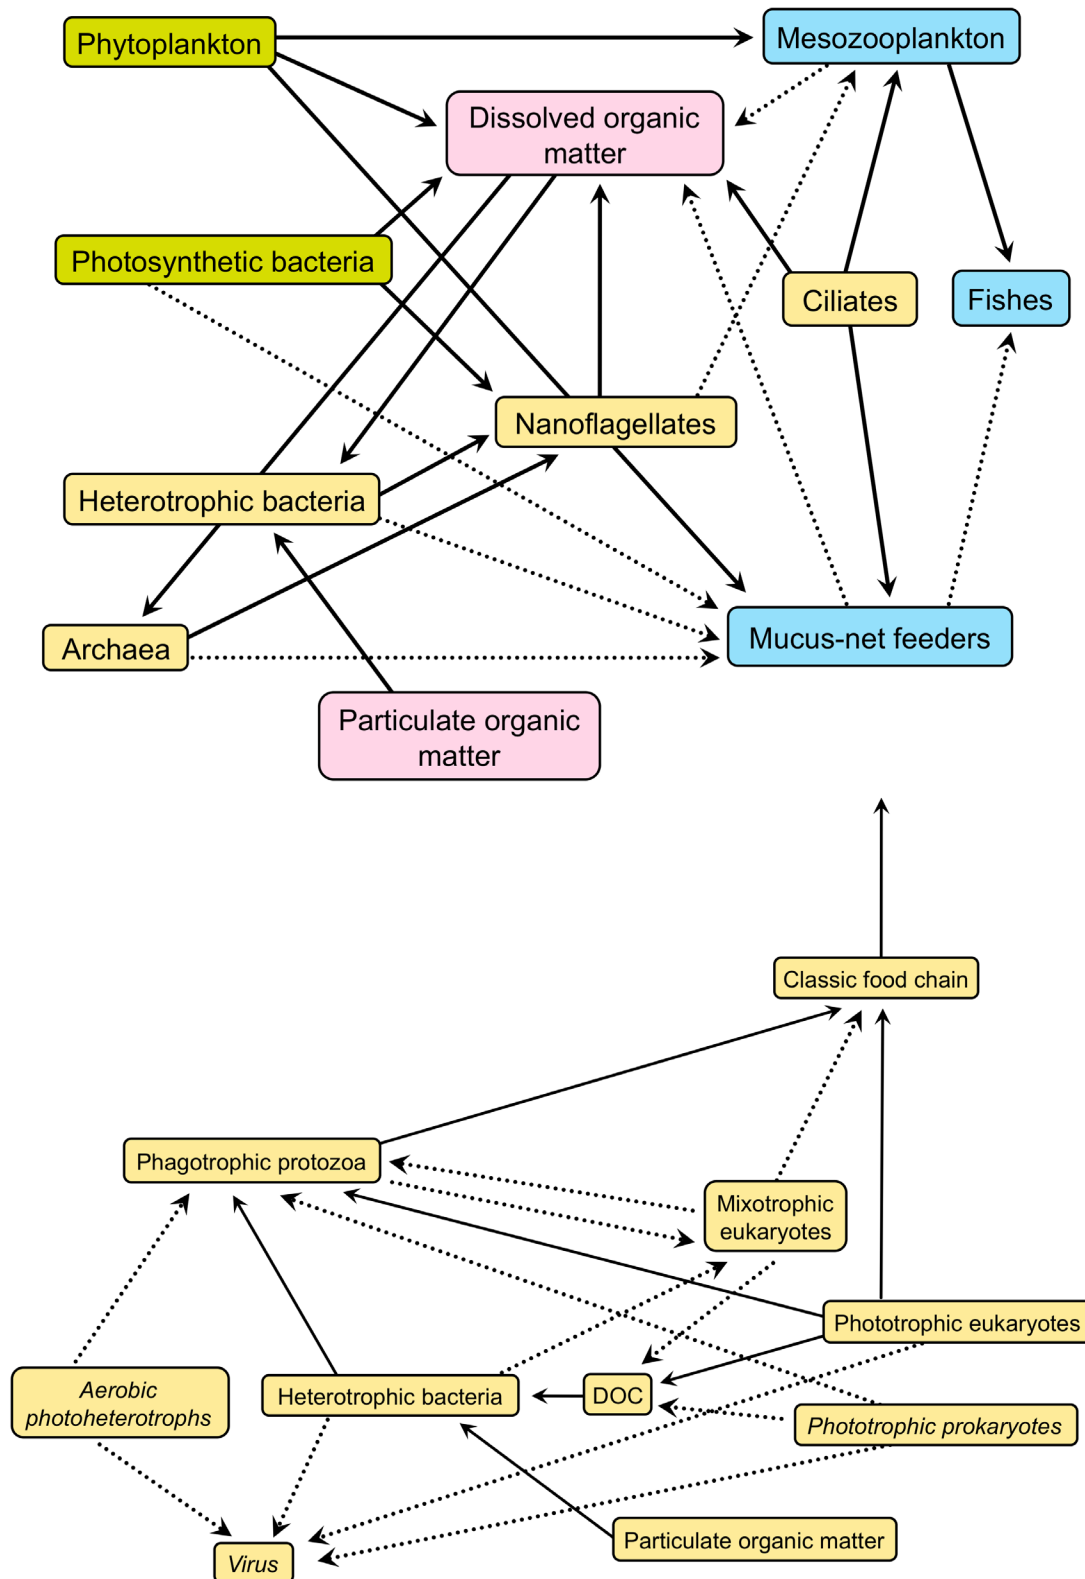 Phytoplankton
Mesozooplankton
Dissolved organic
matter
Photosynthetic bacteria
Ciliates
Fishes
Nanoflagellates
Heterotrophic bacteria
Archaea
Mucus-net feeders
Particulate organic
matter
Classic food chain
Phagotrophic protozoa
Mixotrophic
eukaryotes
Phototrophic eukaryotes
Aerobic
photoheterotrophs
Heterotrophic bacteria
DOC
Phototrophic prokaryotes
Particulate organic matter
Virus